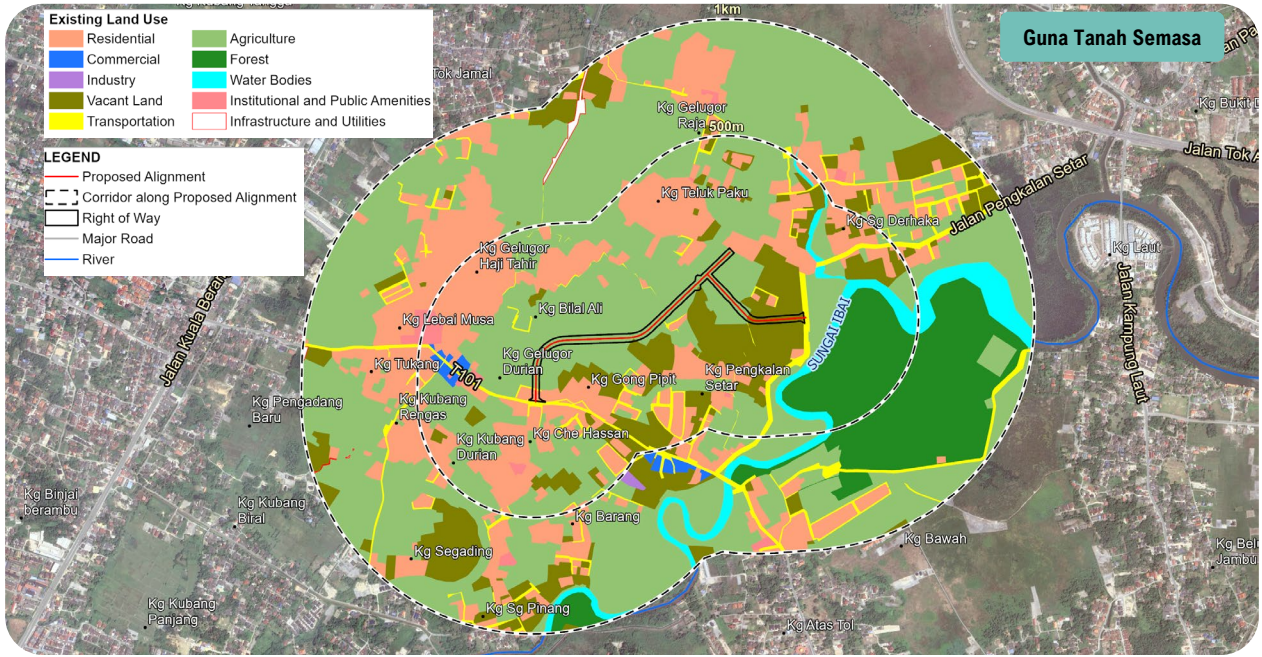 1km
Guna Tanah Semasa
Existing Land Use
Residential
Commercial
Industry
Vacant Land
Transportation
Agriculture
Forest
Water Bodies
Institutional and Public Amenities
Infrastructure and Utilities
LEGEND
Proposed Alignment
Corridor along Proposed Alignment
Right of Way
Major Road
River
Tok Jamal
Kg Gelugor
Raja
500m
Kg Bukit
Jalan Tok
Jalan Pengkalan Setar
Kg Teluk Paku
Kg Sg Derhaka
Kg Laut
Jalan Kampung Laut
Kg Gelugor
Haji Tahir
Kg Bilal Ali
Kg Lebai Musa
SUNGAI IBAI
Jalan Kuala
Kg Tukang
T101
Kg Gelugor
Durian
Kg Gong Pipit
Kg Pengkalan
Setar
Kg Pengadang
Baru
Kg Kubang
Rengas
Kg Kubang
Durian
Kg Che Hassan
Kg Binjai
berambu
Kg Kubang
Biral
Kg Barang
Kg Segading
Kg Bawah
Jambu
Kg Kubang
Panjang
Kg Sg Pinang
Kg Atas Tol